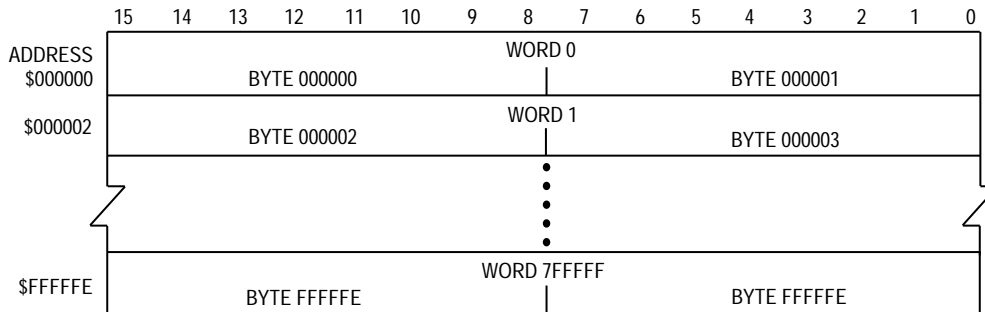 15 14 13 12 11 10 9 8 7 6 5 4 3 2 1 0
ADDRESS
WORD 0
$000000
BYTE 000000
BYTE 000001
$000002
WORD 1
BYTE 000002
BYTE 000003
WORD 7FFFFF
$FFFFFE
BYTE FFFFFE
BYTE FFFFFE